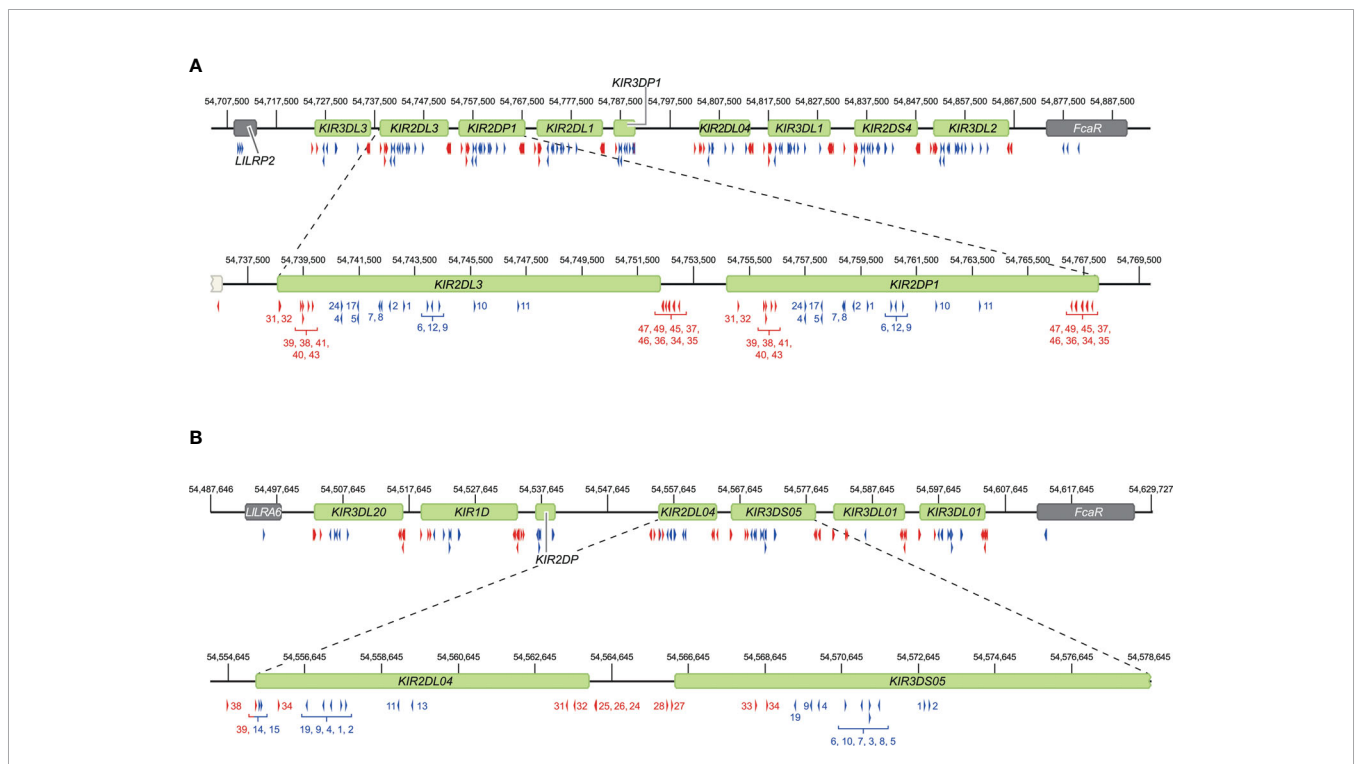 A
KIR3DP1
54,707,500 54,717,500 54,727,500 54,737,500 54,747,500 54,757,500 54,767,500 54,777,500 54,787,500 54,797,500 54,807,500 54,817,500 54,827,500 54,837,500 54,847,500 54,857,500 54,867,500 54,877,500 54,887,500
KIR3DL3 KIR2DL3 KIR2DP1 KIR2DL1 KIR2DL04 KIR3DL1 KIR2DS4 KIR3DL2 FcaR
LILRP2
54,737,500 54,739,500 54,741,500 54,743,500 54,745,500 54,747,500 54,749,500 54,751,500 54,753,500 54,755,500 54,757,500 54,759,500 54,761,500 54,763,500 54,765,500 54,767,500 54,769,500
KIR2DL3 KIR2DP1
24 17 2 1 10 11 24 17 2 1 10 11
31, 32 4 5 7, 8 31, 32 4 5 7, 8
6, 12, 9 47, 49, 45, 37, 6, 12, 9 47, 49, 45, 37,
39, 38, 41, 46, 36, 34, 35 39, 38, 41, 46, 36, 34, 35
40, 43 40, 43
B
54,487,646 54,497,645 54,507,645 54,517,645 54,527,645 54,537,645 54,547,645 54,557,645 54,567,645 54,577,645 54,587,645 54,597,645 54,607,645 54,617,645 54,629,727
LILRA6 KIR3DL20 KIR1D KIR2DL04 KIR3DS05 KIR3DL01 KIR3DL01 FcaR
KIR2DP
54,554,645 54,556,645 54,558,645 54,560,645 54,562,645 54,564,645 54,566,645 54,568,645 54,570,645 54,572,645 54,574,645 54,576,645 54,578,645
KIR2DL04 KIR3DS05
38 34 11 13 31 32 25, 26, 24 28 27 33 34 9 4 1 2
19
39, 14, 15 19, 9, 4, 1, 2
6, 10, 7, 3, 8, 5